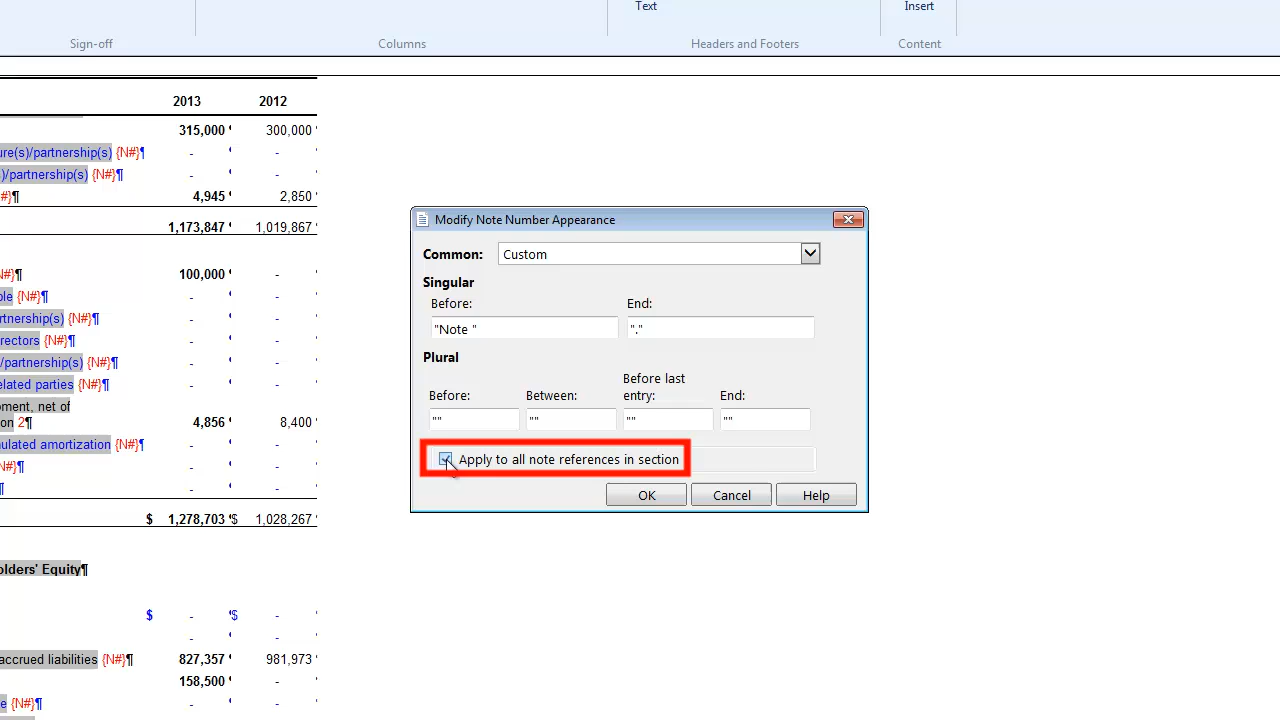 Text Insert
Sign-off Columns Headers and Footers Content
2013 2012
315,000 300,000
ure(s)/partnership(s) {N#}¶ - -
s)/partnership(s) {N#}¶ - -
#}¶ 4,945 2,850
Modify Note Number Appearance
1,173,847 1,019,867
Common: Custom
N#}¶ 100,000 -
Singular
ble {N#}¶ - -
Before: End:
rtnership(s) {N#}¶ - -
"Note " "."
rectors {N#}¶ - -
Plural
/partnership(s) {N#}¶ - -
elated parties {N#}¶ - -
Before last
Before: Between: entry: End:
pment, net of
on 2¶ 4,856 8,400
"" "" "" ""
nulated amortization {N#}¶ - -
Apply to all note references in section
N#}¶ - -
¶ - -
OK Cancel Help
$ 1,278,703 $ 1,028,267
olders' Equity¶
$ - $ -
- -
accrued liabilities {N#}¶ 827,357 981,973
158,500 -
e {N#}¶ - -